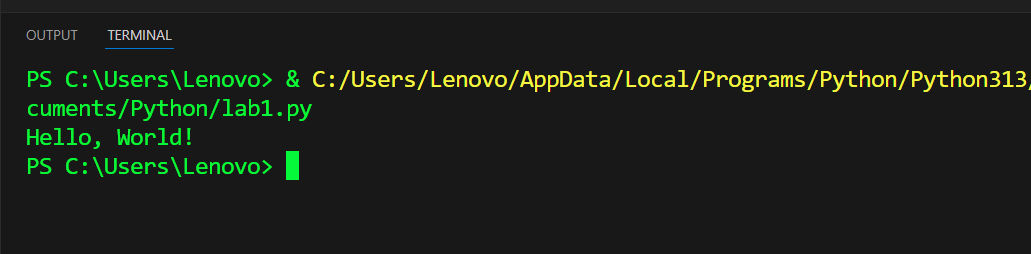 OUTPUT TERMINAL
PS C:\Users\Lenovo> & C:/Users/Lenovo/AppData/Local/Programs/Python/Python313/
cuments/Python/lab1.py
Hello, World!
PS C:\Users\Lenovo>